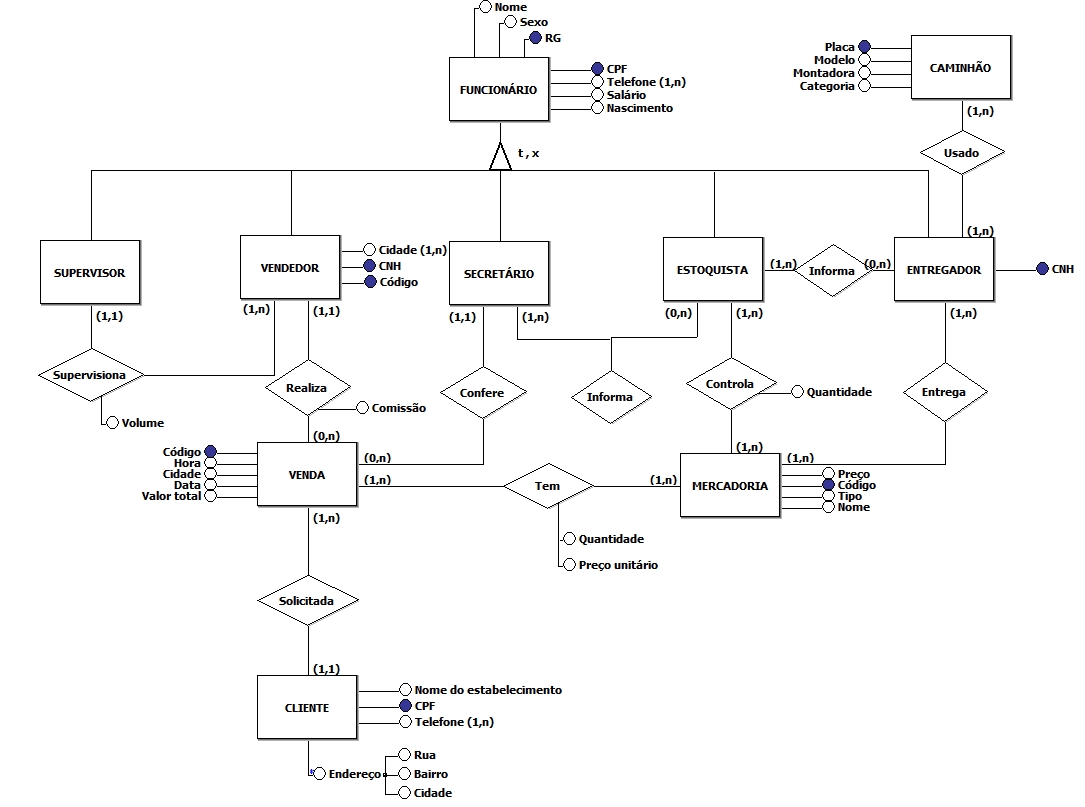 Nome
Sexo
RG
FUNCIONÁRIO
CPF
Telefone (1,n)
Salário
Nascimento
Placa
Modelo
Montadora
Categoria
CAMINHÃO
(1,n)
Usado
(1,n)
t,x
SUPERVISOR
(1,1)
VENDEDOR
Cidade (1,n)
CNH
Código
(1,n)
(1,1)
SECRETÁRIO
(1,1)
(1,n)
ESTOQUISTA
(1,n)
Informa
(0,n)
ENTREGADOR
CNH
(0,n)
(1,n)
(1,n)
Supervisiona
Volume
Realiza
Comissão
Confere
Informa
Controla
Quantidade
Entrega
(0,n)
Código
Hora
Cidade
Data
Valor total
VENDA
(0,n)
(1,n)
(1,n)
Tem
Quantidade
Preço unitário
(1,n)
(1,n)
(1,n)
MERCADORIA
Preço
Código
Tipo
Nome
Solicitada
(1,1)
CLIENTE
Nome do estabelecimento
CPF
Telefone (1,n)
Endereço
Rua
Bairro
Cidade